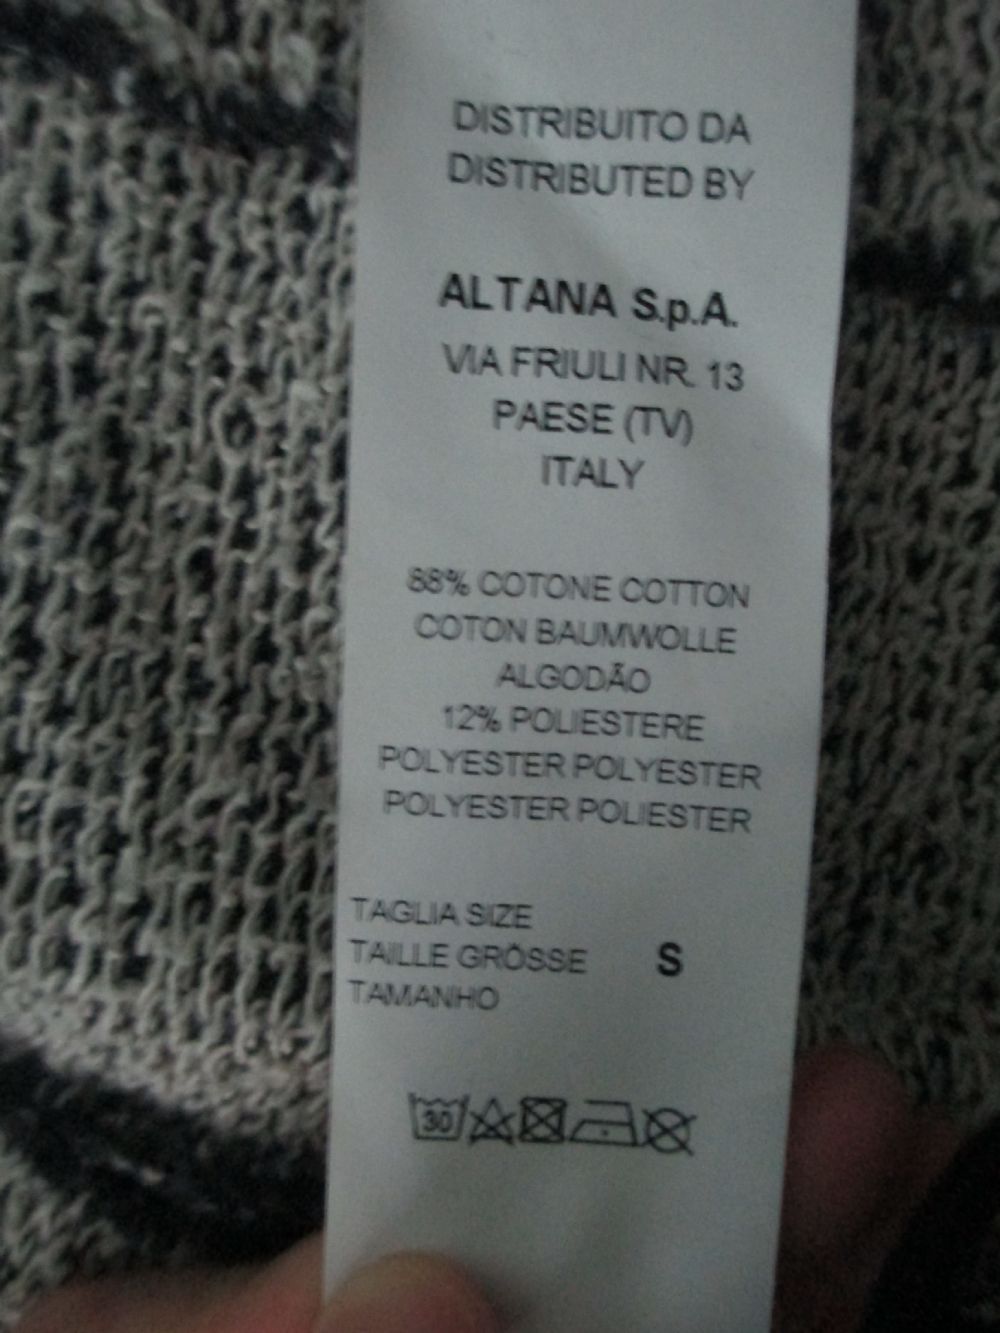 DISTRIBUITO DA
DISTRIBUTED BY
ALTANA S.p.A.
VIA FRIULI NR. 13
PAESE (TV)
ITALY
88% COTONE COTTON
COTON BAUMWOLLE
ALGODÃO
12% POLIESTERE
POLYESTER POLYESTER
POLYESTER POLIESTER
TAGLIA SIZE
TAILLE GRÖSSE S
TAMANHO
30